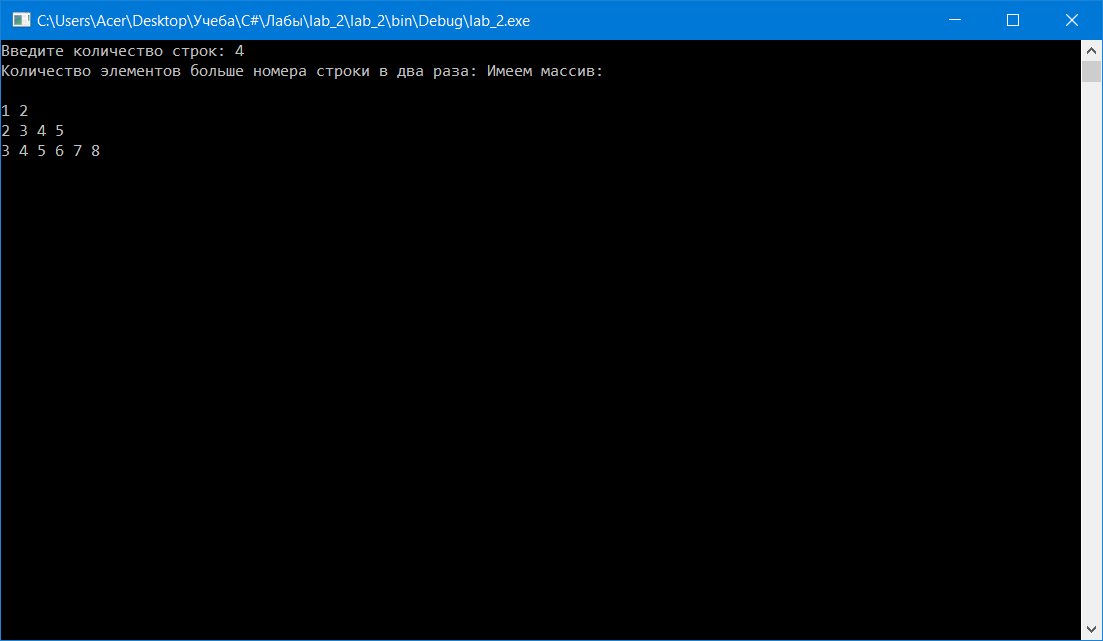 C:\Users\Acer\Desktop\Учеба\C#\Лабы\lab_2\lab_2\bin\Debug\lab_2.exe
Введите количество строк: 4
Количество элементов больше номера строки в два раза: Имеем массив:
1 2
2 3 4 5
3 4 5 6 7 8